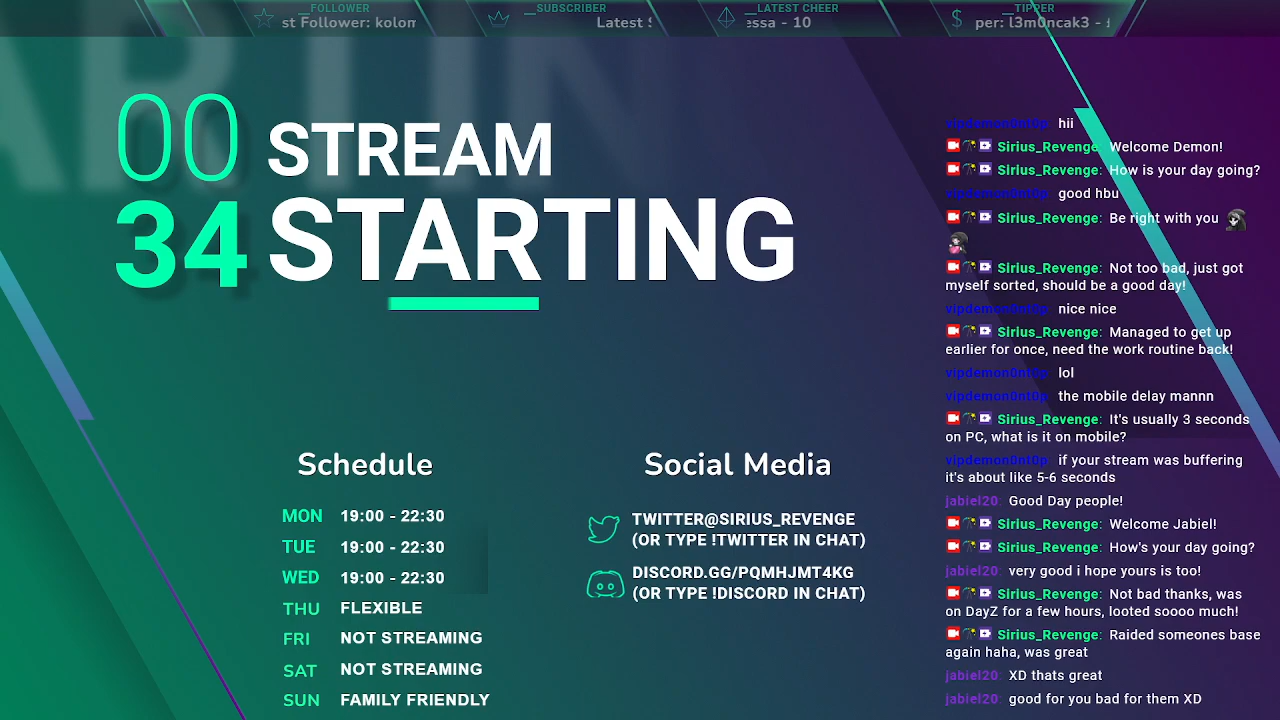 _FOLLOWER
st Follower: kolon
_SUBSCRIBER
Latest S
_LATEST CHEER
essa - 10
_TIPPER
per: l3m0ncak3 - £
ARTIN
00
34
STREAM
STARTING
Schedule
MON 19:00 - 22:30
TUE 19:00 - 22:30
WED 19:00 - 22:30
THU FLEXIBLE
FRI NOT STREAMING
SAT NOT STREAMING
SUN FAMILY FRIENDLY
Social Media
TWITTER@SIRIUS_REVENGE
(OR TYPE !TWITTER IN CHAT)
DISCORD.GG/PQMHJMT4KG
(OR TYPE !DISCORD IN CHAT)
vipdemon0nt0p: hii
Sirius_Revenge: Welcome Demon!
Sirius_Revenge: How is your day going?
vipdemon0nt0p: good hbu
Sirius_Revenge: Be right with you
Sirius_Revenge: Not too bad, just got
myself sorted, should be a good day!
vipdemon0nt0p: nice nice
Sirius_Revenge: Managed to get up
earlier for once, need the work routine back!
vipdemon0nt0p: lol
vipdemon0nt0p: the mobile delay mannn
Sirius_Revenge: It's usually 3 seconds
on PC, what is it on mobile?
vipdemon0nt0p: if your stream was buffering
it's about like 5-6 seconds
jabiel20: Good Day people!
Sirius_Revenge: Welcome Jabiel!
Sirius_Revenge: How's your day going?
jabiel20: very good i hope yours is too!
Sirius_Revenge: Not bad thanks, was
on DayZ for a few hours, looted soooo much!
Sirius_Revenge: Raided someones base
again haha, was great
jabiel20: XD thats great
jabiel20: good for you bad for them XD